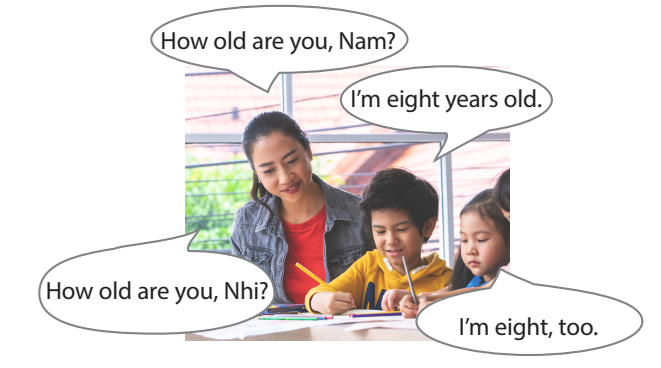 How old are you, Nam?
I'm eight years old.
How old are you, Nhi?
I'm eight, too.